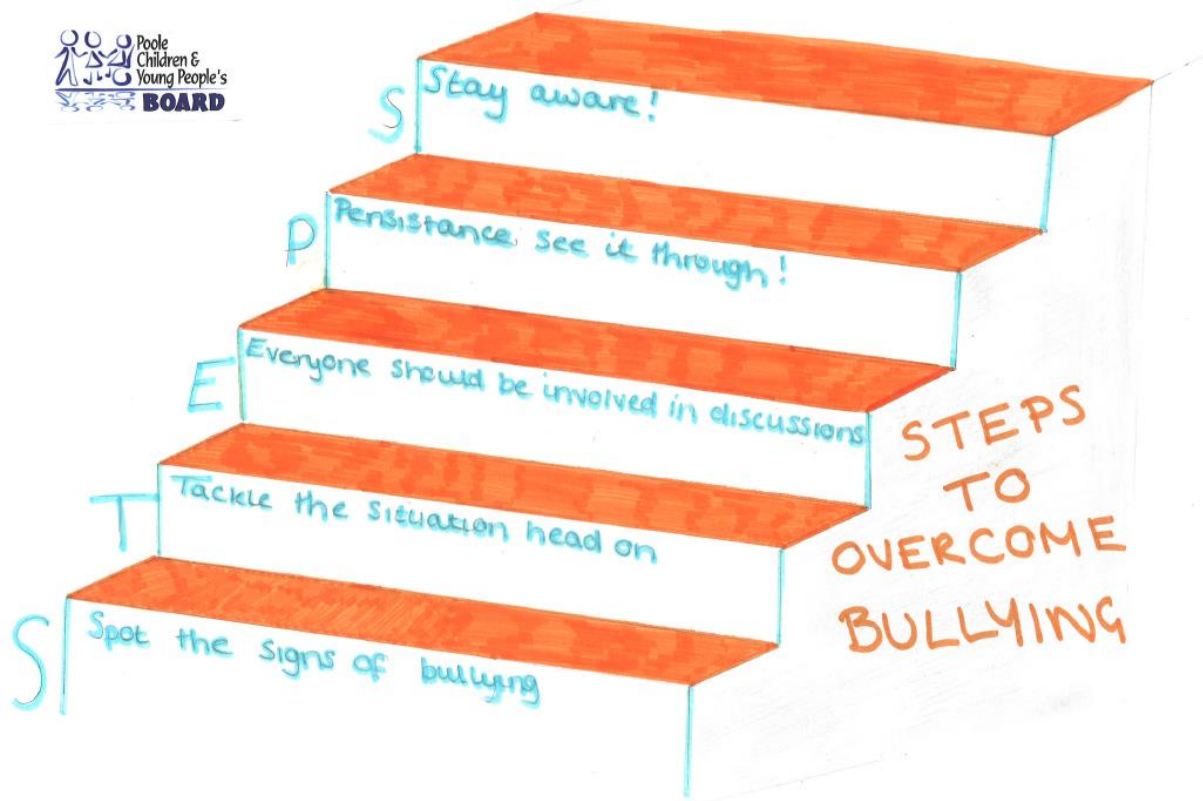 Poole
Children &
Young People's
BOARD
S
Stay aware!
P
Persistance, see it through!
E
Everyone should be involved in discussions
T
Tackle the situation head on
S
Spot the signs of bullying
STEPS
TO
OVERCOME
BULLYING